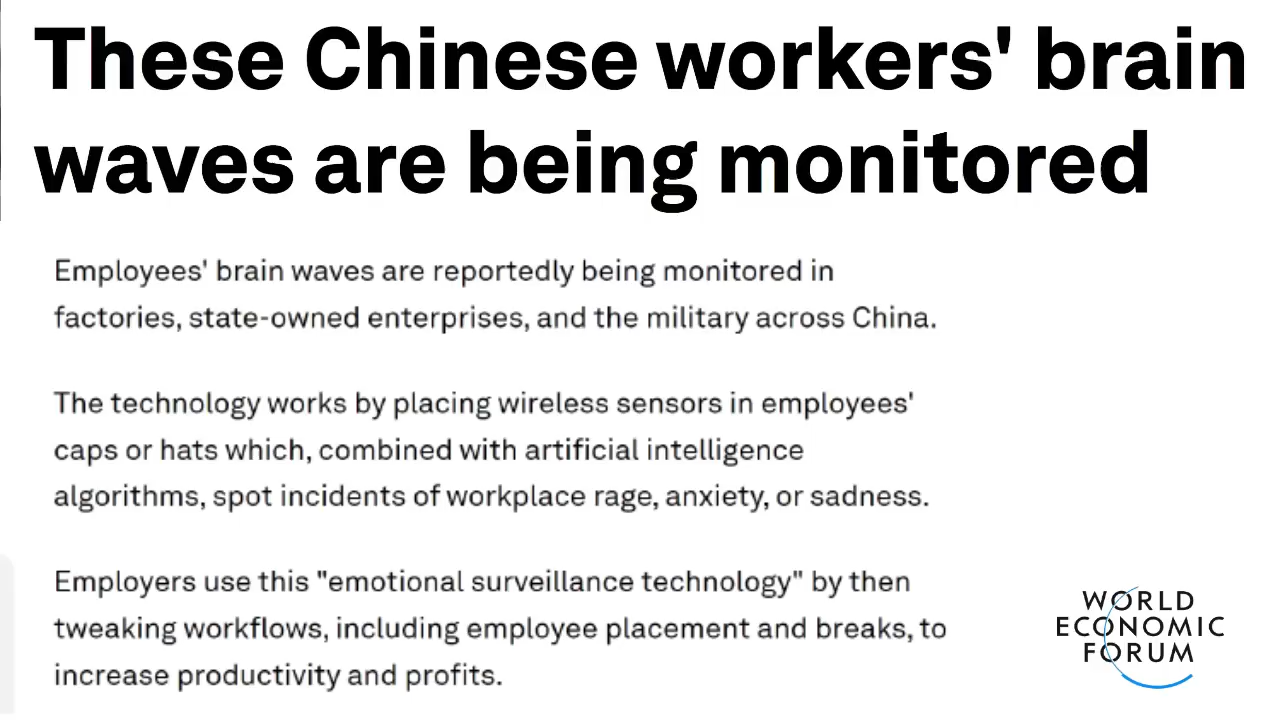 These Chinese workers' brain
waves are being monitored
Employees' brain waves are reportedly being monitored in
factories, state-owned enterprises, and the military across China.
The technology works by placing wireless sensors in employees'
caps or hats which, combined with artificial intelligence
algorithms, spot incidents of workplace rage, anxiety, or sadness.
Employers use this "emotional surveillance technology" by then
tweaking workflows, including employee placement and breaks, to
increase productivity and profits.
WORLD
ECONOMIC
FORUM